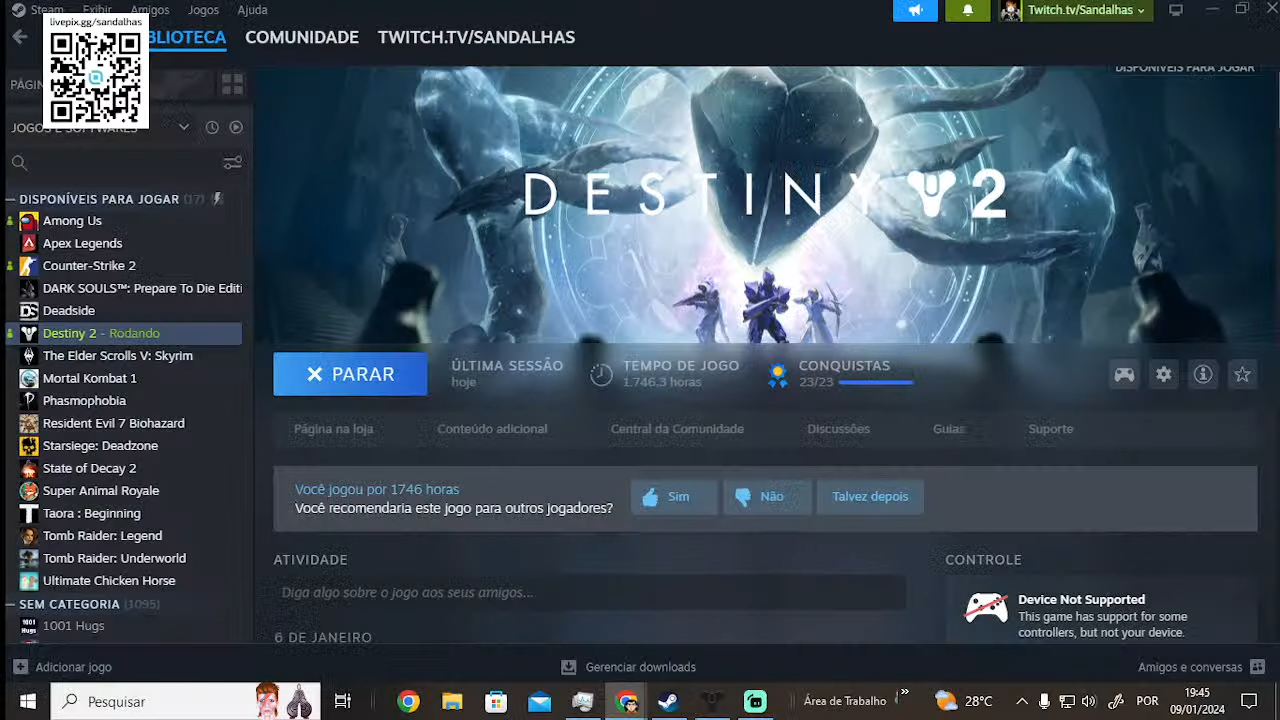 Steam Exibir Amigos Jogos Ajuda
Twitch.tv/Sandalhas
livepix.gg/sandalhas
BLIOTECA COMUNIDADE TWITCH.TV/SANDALHAS
PÁGIN
DISPONÍVEIS PARA JOGAR
JOGOS E SOFTWARES
DISPONÍVEIS PARA JOGAR (17)
Among Us
Apex Legends
Counter-Strike 2
DARK SOULS™: Prepare To Die Editi
Deadside
Destiny 2 - Rodando
The Elder Scrolls V: Skyrim
Mortal Kombat 1
Phasmophobia
Resident Evil 7 Biohazard
Starsiege: Deadzone
State of Decay 2
Super Animal Royale
Taora : Beginning
Tomb Raider: Legend
Tomb Raider: Underworld
Ultimate Chicken Horse
SEM CATEGORIA (1095)
1001 Hugs
1001 Hugs
DESTINY 2
PARAR
ÚLTIMA SESSÃO
hoje
TEMPO DE JOGO
1.746,3 horas
CONQUISTAS
23/23
Página na loja Conteúdo adicional Central da Comunidade Discussões Guias Suporte
Você jogou por 1746 horas
Você recomendaria este jogo para outros jogadores?
Sim Não Talvez depois
ATIVIDADE
Diga algo sobre o jogo aos seus amigos...
6 DE JANEIRO
CONTROLE
Device Not Supported
This game has support for some
controllers, but not your device.
Adicionar jogo Gerenciar downloads Amigos e conversas
Pesquisar
Área de Trabalho
28°C
POR
15:45
09/01/2024